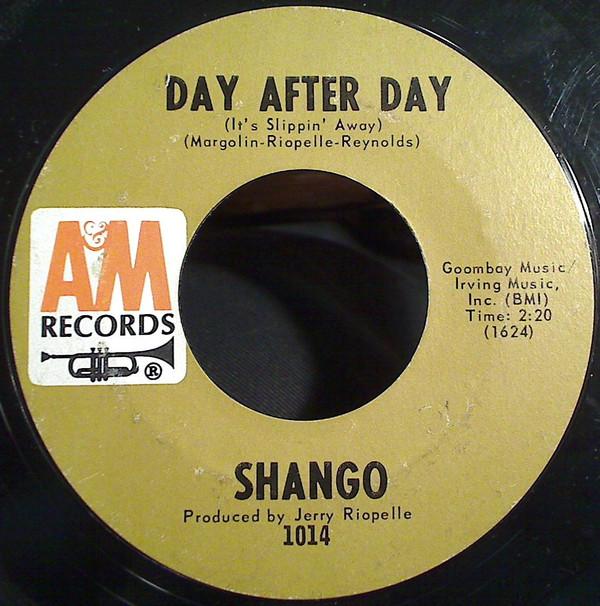 DAY AFTER DAY
(It's Slippin' Away)
(Margolin-Riopelle-Reynolds)
A&M
RECORDS
®
Goombay Music/
Irving Music,
Inc. (BMI)
Time: 2:20
(1624)
SHANGO
Produced by Jerry Riopelle
1014